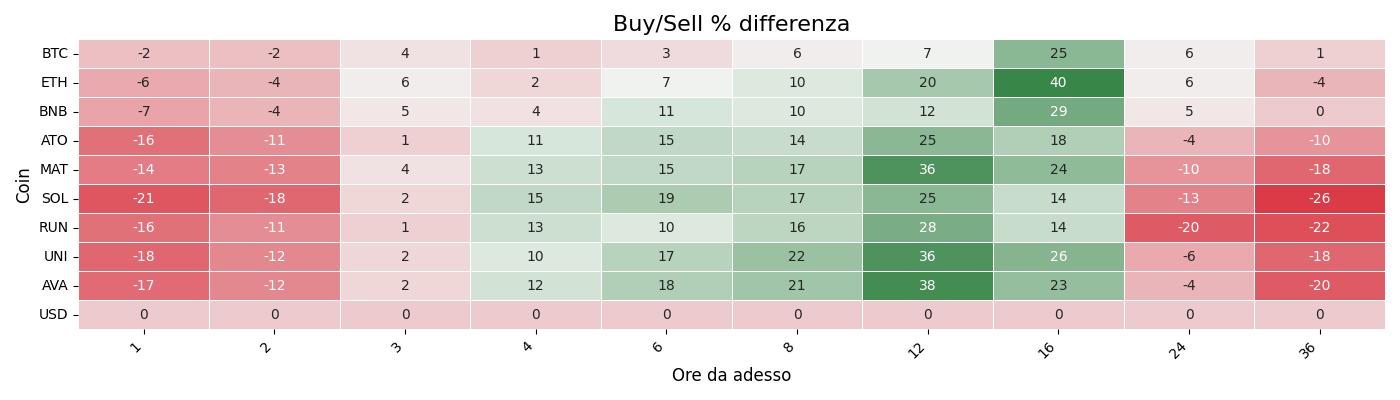 Buy/Sell % differenza
Coin
BTC -2 -2 4 1 3 6 7 25 6 1
ETH -6 -4 6 2 7 10 20 40 6 -4
BNB -7 -4 5 4 11 10 12 29 5 0
ATO -16 -11 1 11 15 14 25 18 -4 -10
MAT -14 -13 4 13 15 17 36 24 -10 -18
SOL -21 -18 2 15 19 17 25 14 -13 -26
RUN -16 -11 1 13 10 16 28 14 -20 -22
UNI -18 -12 2 10 17 22 36 26 -6 -18
AVA -17 -12 2 12 18 21 38 23 -4 -20
USD 0 0 0 0 0 0 0 0 0 0
1 2 3 4 6 8 12 16 24 36
Ore da adesso